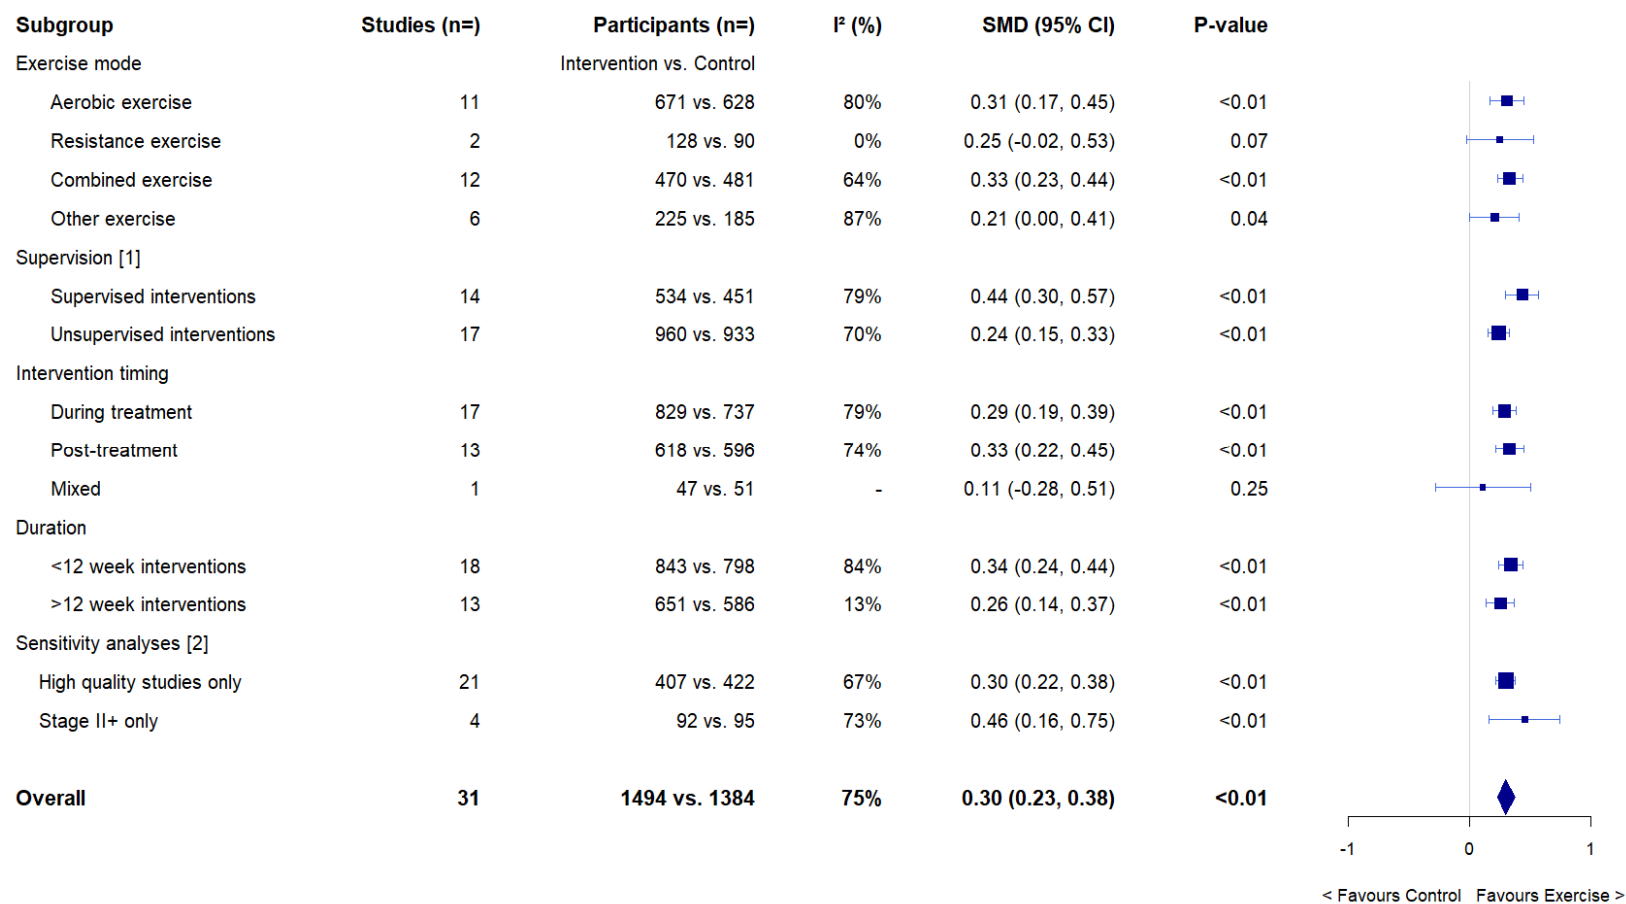 Subgroup Studies (n=) Participants (n=) I² (%) SMD (95% CI) P-value
Exercise mode Intervention vs. Control
Aerobic exercise 11 671 vs. 628 80% 0.31 (0.17, 0.45) <0.01
Resistance exercise 2 128 vs. 90 0% 0.25 (-0.02, 0.53) 0.07
Combined exercise 12 470 vs. 481 64% 0.33 (0.23, 0.44) <0.01
Other exercise 6 225 vs. 185 87% 0.21 (0.00, 0.41) 0.04
Supervision [1]
Supervised interventions 14 534 vs. 451 79% 0.44 (0.30, 0.57) <0.01
Unsupervised interventions 17 960 vs. 933 70% 0.24 (0.15, 0.33) <0.01
Intervention timing
During treatment 17 829 vs. 737 79% 0.29 (0.19, 0.39) <0.01
Post-treatment 13 618 vs. 596 74% 0.33 (0.22, 0.45) <0.01
Mixed 1 47 vs. 51 - 0.11 (-0.28, 0.51) 0.25
Duration
<12 week interventions 18 843 vs. 798 84% 0.34 (0.24, 0.44) <0.01
>12 week interventions 13 651 vs. 586 13% 0.26 (0.14, 0.37) <0.01
Sensitivity analyses [2]
High quality studies only 21 407 vs. 422 67% 0.30 (0.22, 0.38) <0.01
Stage II+ only 4 92 vs. 95 73% 0.46 (0.16, 0.75) <0.01
Overall 31 1494 vs. 1384 75% 0.30 (0.23, 0.38) <0.01
-1 0 1
< Favours Control Favours Exercise >